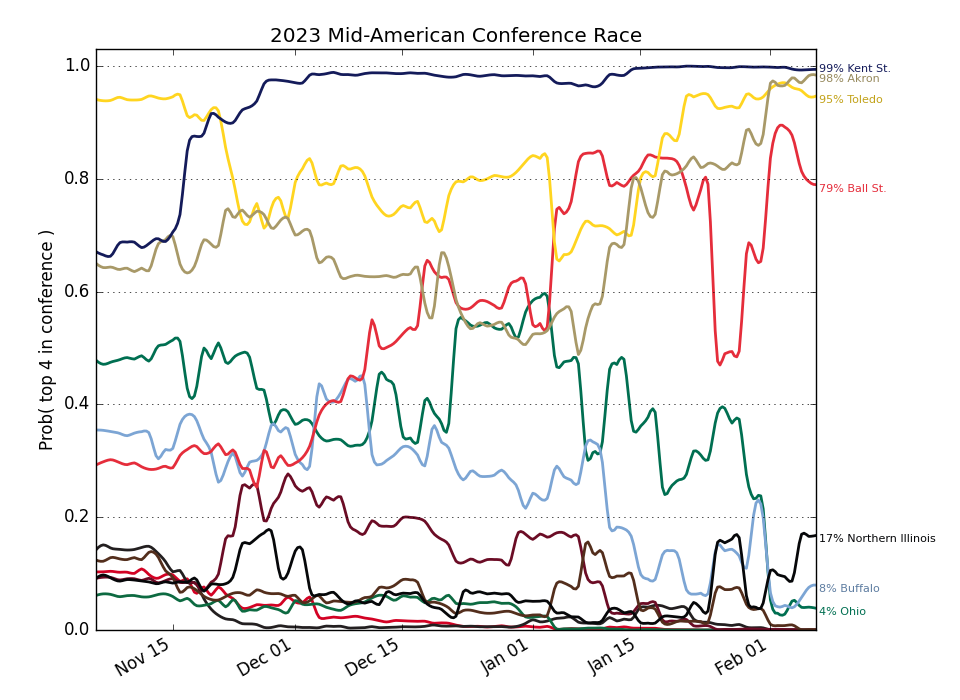 2023 Mid-American Conference Race
Prob( top 4 in conference )
1.0
0.8
0.6
0.4
0.2
0.0
Nov 15
Dec 01
Dec 15
Jan 01
Jan 15
Feb 01
99% Kent St.
98% Akron
95% Toledo
79% Ball St.
17% Northern Illinois
8% Buffalo
4% Ohio